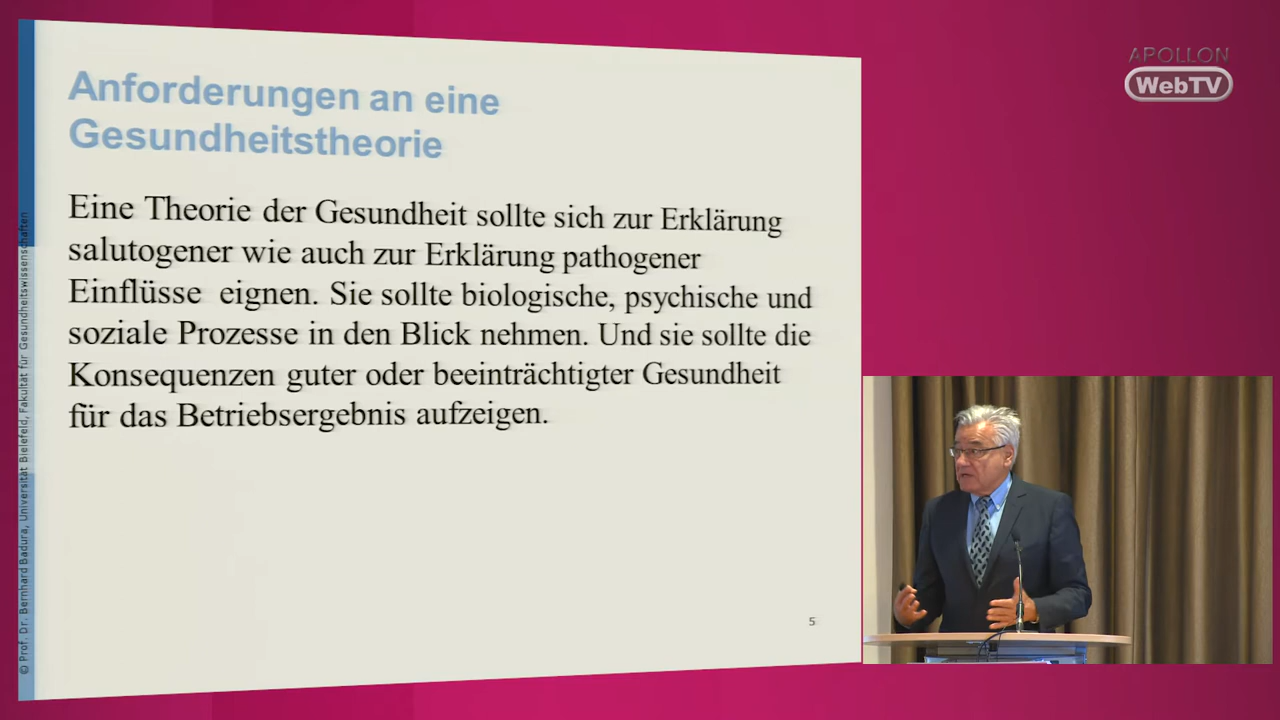 Anforderungen an eine
Gesundheitstheorie
Eine Theorie der Gesundheit sollte sich zur Erklärung
salutogener wie auch zur Erklärung pathogener
Einflüsse eignen. Sie sollte biologische, psychische und
soziale Prozesse in den Blick nehmen. Und sie sollte die
Konsequenzen guter oder beeinträchtigter Gesundheit
für das Betriebsergebnis aufzeigen.
5
© Prof. Dr. Bernhard Badura, Universität Bielefeld, Fakultät für Gesundheitswissenschaften
APOLLON
WebTV